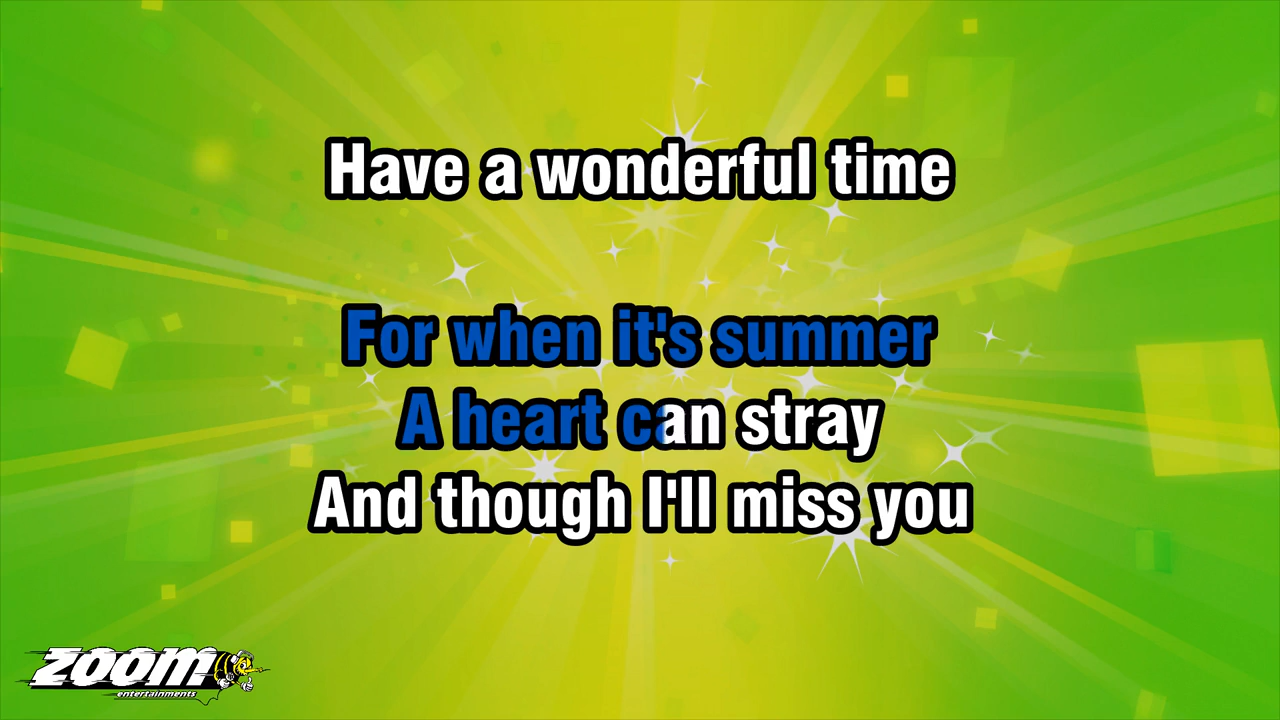 Have a wonderful time
For when it's summer
A heart can stray
And though I'll miss you
zoom
entertainments